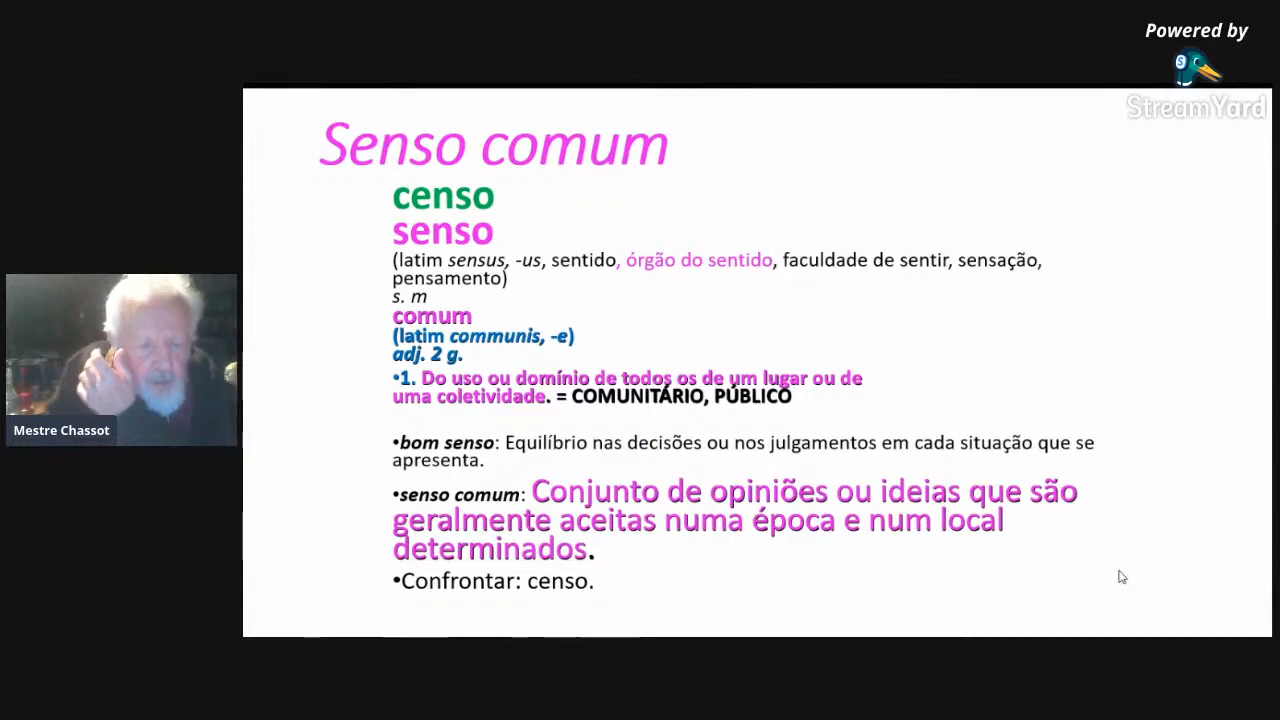 Powered by
StreamYard
Senso comum
censo
senso
(latim sensus, -us, sentido, órgão do sentido, faculdade de sentir, sensação,
pensamento)
s. m
comum
(latim communis, -e)
adj. 2 g.
•1. Do uso ou domínio de todos os de um lugar ou de
uma coletividade. = COMUNITÁRIO, PÚBLICO
•bom senso: Equilíbrio nas decisões ou nos julgamentos em cada situação que se
apresenta.
•senso comum: Conjunto de opiniões ou ideias que são
geralmente aceitas numa época e num local
determinados.
•Confrontar: censo.
Mestre Chassot